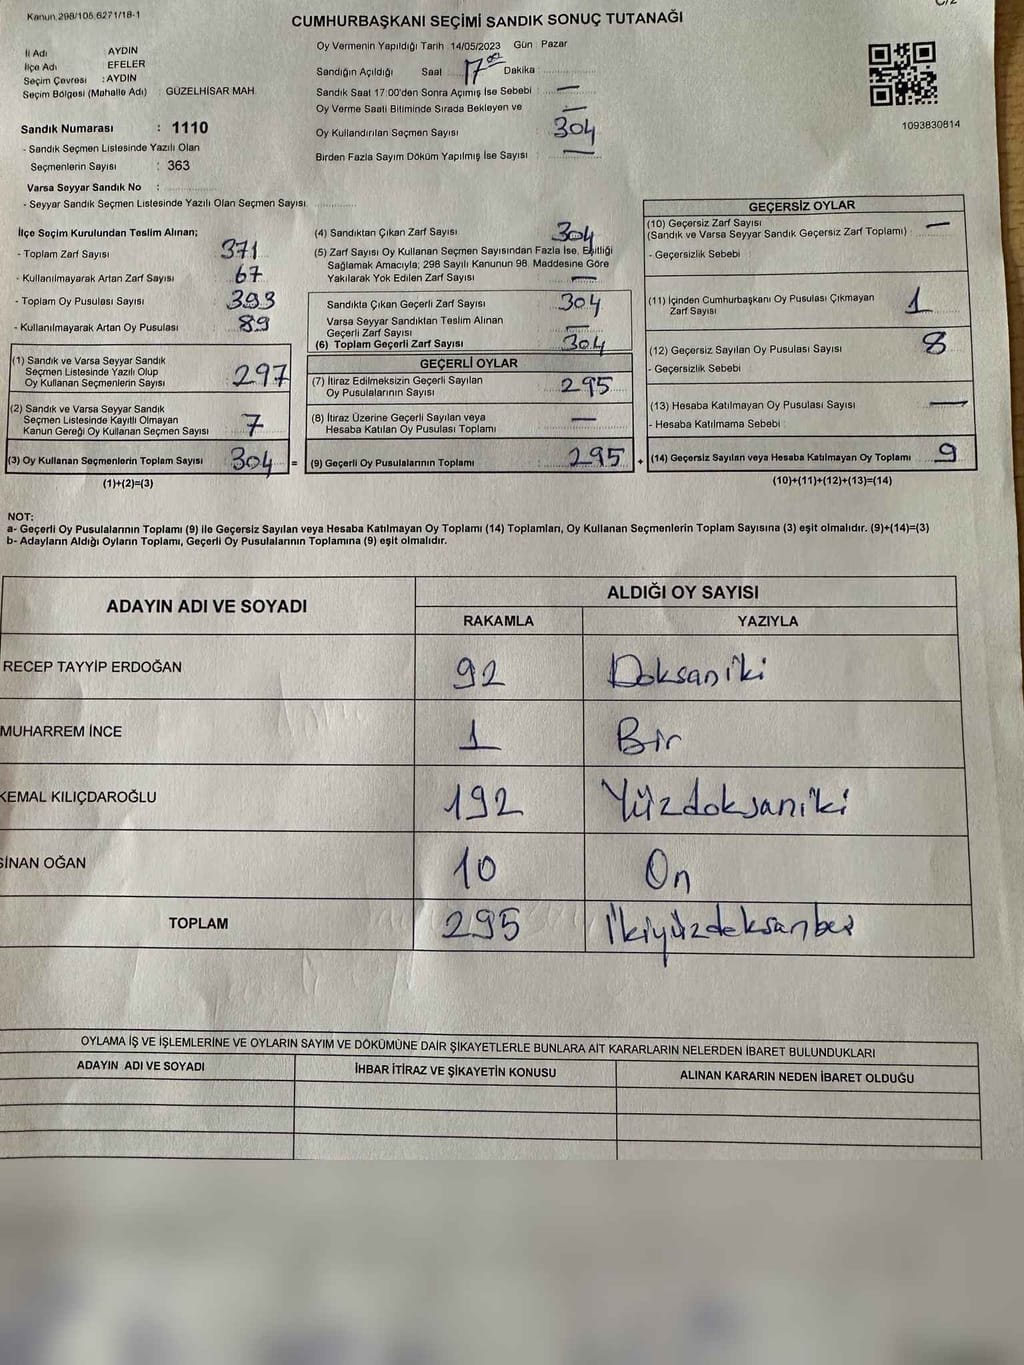 Kanun 298/105,6271/18-1
C/2
CUMHURBAŞKANI SEÇİMİ SANDIK SONUÇ TUTANAĞI
İl Adı AYDIN
İlçe Adı EFELER
Seçim Çevresi : AYDIN
Seçim Bölgesi (Mahalle Adı) : GÜZELHİSAR MAH.
Sandık Numarası : 1110
- Sandık Seçmen Listesinde Yazılı Olan
Seçmenlerin Sayısı : 363
Varsa Seyyar Sandık No :
- Seyyar Sandık Seçmen Listesinde Yazılı Olan Seçmen Sayısı
Oy Vermenin Yapıldığı Tarih : 14/05/2023 Gün : Pazar
Sandığın Açıldığı Saat 17 00 Dakika :
Sandık Saat 17:00'den Sonra Açımış İse Sebebi : —
Oy Verme Saati Bitiminde Sırada Bekleyen ve : —
Oy Kullandırılan Seçmen Sayısı 304
Birden Fazla Sayım Döküm Yapılmış İse Sayısı : —
1093830814
İlçe Seçim Kurulundan Teslim Alınan;
- Toplam Zarf Sayısı 371
- Kullanılmayarak Artan Zarf Sayısı 67
- Toplam Oy Pusulası Sayısı 393
- Kullanılmayarak Artan Oy Pusulası 89
(1) Sandık ve Varsa Seyyar Sandık
Seçmen Listesinde Yazılı Olup
Oy Kullanan Seçmenlerin Sayısı 297
(2) Sandık ve Varsa Seyyar Sandık
Seçmen Listesinde Kayıtlı Olmayan
Kanun Gereği Oy Kullanan Seçmen Sayısı 7
(3) Oy Kullanan Seçmenlerin Toplam Sayısı 304 =
(1)+(2)=(3)
(4) Sandıktan Çıkan Zarf Sayısı 304
(5) Zarf Sayısı Oy Kullanan Seçmen Sayısından Fazla İse, Eşitliği
Sağlamak Amacıyla; 298 Sayılı Kanunun 98. Maddesine Göre
Yakılarak Yok Edilen Zarf Sayısı —
Sandıkta Çıkan Geçerli Zarf Sayısı 304
Varsa Seyyar Sandıktan Teslim Alınan
Geçerli Zarf Sayısı —
(6) Toplam Geçerli Zarf Sayısı 304
GEÇERLİ OYLAR
(7) İtiraz Edilmeksizin Geçerli Sayılan
Oy Pusulalarının Sayısı 295
(8) İtiraz Üzerine Geçerli Sayılan veya
Hesaba Katılan Oy Pusulası Toplamı —
(9) Geçerli Oy Pusulalarının Toplamı 295 +
GEÇERSİZ OYLAR
(10) Geçersiz Zarf Sayısı
(Sandık ve Varsa Seyyar Sandık Geçersiz Zarf Toplamı) : —
- Geçersizlik Sebebi :
(11) İçinden Cumhurbaşkanı Oy Pusulası Çıkmayan
Zarf Sayısı 1
(12) Geçersiz Sayılan Oy Pusulası Sayısı 8
- Geçersizlik Sebebi :
(13) Hesaba Katılmayan Oy Pusulası Sayısı —
- Hesaba Katılmama Sebebi :
(14) Geçersiz Sayılan veya Hesaba Katılmayan Oy Toplamı 9
(10)+(11)+(12)+(13)=(14)
NOT:
a- Geçerli Oy Pusulalarının Toplamı (9) ile Geçersiz Sayılan veya Hesaba Katılmayan Oy Toplamı (14) Toplamları, Oy Kullanan Seçmenlerin Toplam Sayısına (3) eşit olmalıdır. (9)+(14)=(3)
b- Adayların Aldığı Oyların Toplamı, Geçerli Oy Pusulalarının Toplamına (9) eşit olmalıdır.
ADAYIN ADI VE SOYADI ALDIĞI OY SAYISI
RAKAMLA YAZIYLA
RECEP TAYYİP ERDOĞAN 92 Doksaniki
MUHARREM İNCE 1 Bir
KEMAL KILIÇDAROĞLU 192 Yüzdoksaniki
SİNAN OĞAN 10 On
TOPLAM 295 İkiyüzdoksanbeş
OYLAMA İŞ VE İŞLEMLERİNE VE OYLARIN SAYIM VE DÖKÜMÜNE DAİR ŞİKAYETLERLE BUNLARA AİT KARARLARIN NELERDEN İBARET BULUNDUKLARI
ADAYIN ADI VE SOYADI İHBAR İTİRAZ VE ŞİKAYETİN KONUSU ALINAN KARARIN NEDEN İBARET OLDUĞU